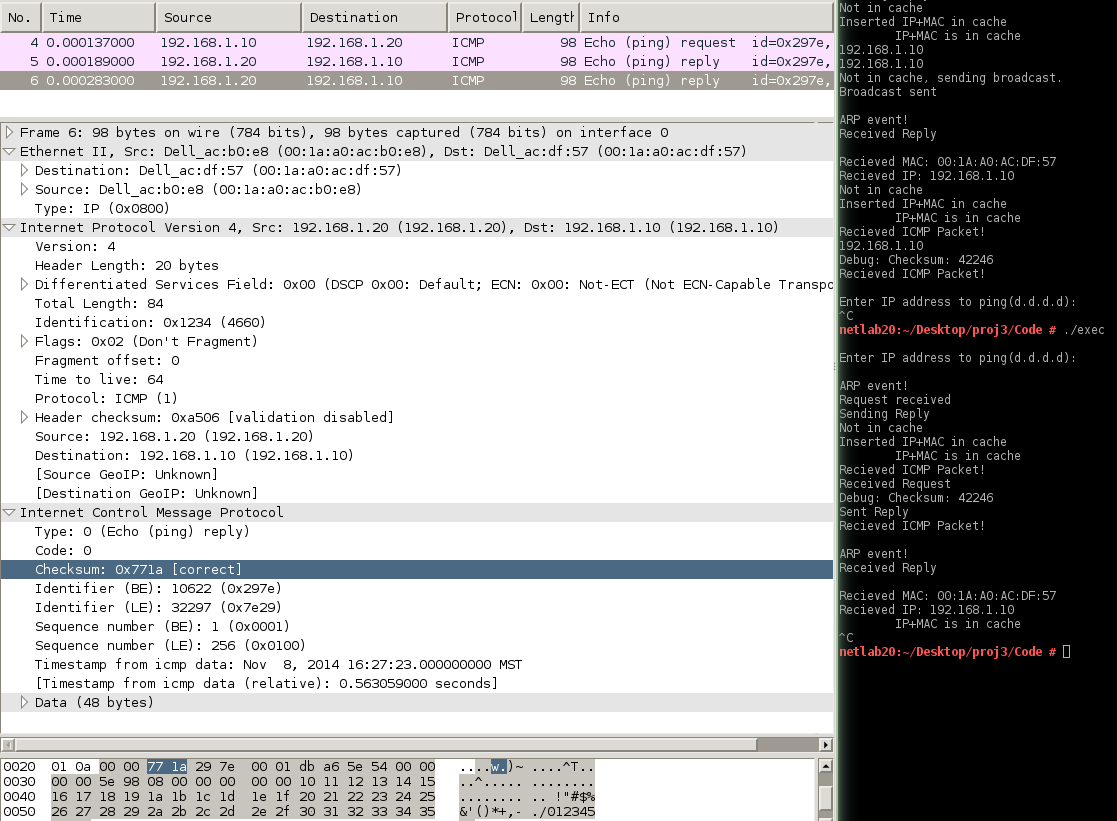 No. Time Source Destination Protocol Length Info
4 0.000137000 192.168.1.10 192.168.1.20 ICMP 98 Echo (ping) request id=0x297e,
5 0.000189000 192.168.1.20 192.168.1.10 ICMP 98 Echo (ping) reply id=0x297e,
6 0.000283000 192.168.1.20 192.168.1.10 ICMP 98 Echo (ping) reply id=0x297e,
Frame 6: 98 bytes on wire (784 bits), 98 bytes captured (784 bits) on interface 0
Ethernet II, Src: Dell_ac:b0:e8 (00:1a:a0:ac:b0:e8), Dst: Dell_ac:df:57 (00:1a:a0:ac:df:57)
Destination: Dell_ac:df:57 (00:1a:a0:ac:df:57)
Source: Dell_ac:b0:e8 (00:1a:a0:ac:b0:e8)
Type: IP (0x0800)
Internet Protocol Version 4, Src: 192.168.1.20 (192.168.1.20), Dst: 192.168.1.10 (192.168.1.10)
Version: 4
Header Length: 20 bytes
Differentiated Services Field: 0x00 (DSCP 0x00: Default; ECN: 0x00: Not-ECT (Not ECN-Capable Transpo
Total Length: 84
Identification: 0x1234 (4660)
Flags: 0x02 (Don't Fragment)
Fragment offset: 0
Time to live: 64
Protocol: ICMP (1)
Header checksum: 0xa506 [validation disabled]
Source: 192.168.1.20 (192.168.1.20)
Destination: 192.168.1.10 (192.168.1.10)
[Source GeoIP: Unknown]
[Destination GeoIP: Unknown]
Internet Control Message Protocol
Type: 0 (Echo (ping) reply)
Code: 0
Checksum: 0x771a [correct]
Identifier (BE): 10622 (0x297e)
Identifier (LE): 32297 (0x7e29)
Sequence number (BE): 1 (0x0001)
Sequence number (LE): 256 (0x0100)
Timestamp from icmp data: Nov  8, 2014 16:27:23.000000000 MST
[Timestamp from icmp data (relative): 0.563059000 seconds]
Data (48 bytes)
0020 01 0a 00 00 77 1a 29 7e 00 01 db a6 5e 54 00 00 ....w.)~ ....^T..
0030 00 00 5e 98 08 00 00 00 00 00 10 11 12 13 14 15 ..^..... ........
0040 16 17 18 19 1a 1b 1c 1d 1e 1f 20 21 22 23 24 25 ........ .. !"#$%
0050 26 27 28 29 2a 2b 2c 2d 2e 2f 30 31 32 33 34 35 &'()*+,- ./012345
Not in cache
Inserted IP+MAC in cache
IP+MAC is in cache
192.168.1.10
192.168.1.10
Not in cache, sending broadcast.
Broadcast sent
ARP event!
Received Reply
Recieved MAC: 00:1A:A0:AC:DF:57
Recieved IP: 192.168.1.10
Not in cache
Inserted IP+MAC in cache
IP+MAC is in cache
Recieved ICMP Packet!
192.168.1.10
Debug: Checksum: 42246
Recieved ICMP Packet!
Enter IP address to ping(d.d.d.d):
^C
netlab20:~/Desktop/proj3/Code # ./exec
Enter IP address to ping(d.d.d.d):
ARP event!
Request received
Sending Reply
Not in cache
Inserted IP+MAC in cache
IP+MAC is in cache
Recieved ICMP Packet!
Received Request
Debug: Checksum: 42246
Sent Reply
Recieved ICMP Packet!
ARP event!
Received Reply
Recieved MAC: 00:1A:A0:AC:DF:57
Recieved IP: 192.168.1.10
IP+MAC is in cache
^C
netlab20:~/Desktop/proj3/Code #